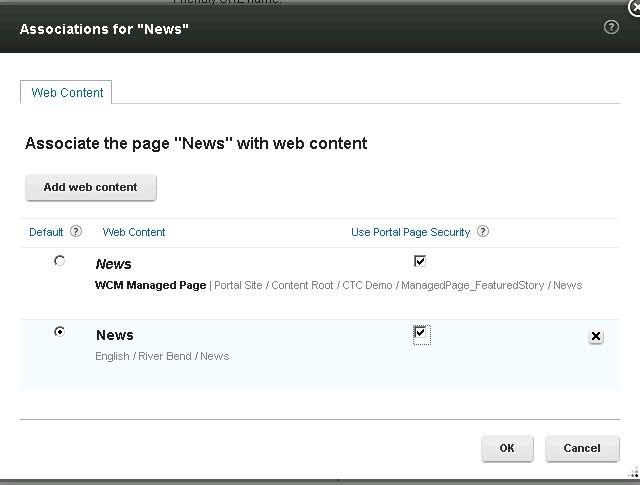 Friendly URL name:
Associations for "News"
?
Web Content
Associate the page "News" with web content
Add web content
Default ? Web Content Use Portal Page Security ?
News
WCM Managed Page | Portal Site / Content Root / CTC Demo / ManagedPage_FeaturedStory / News
News
English / River Bend / News
OK Cancel